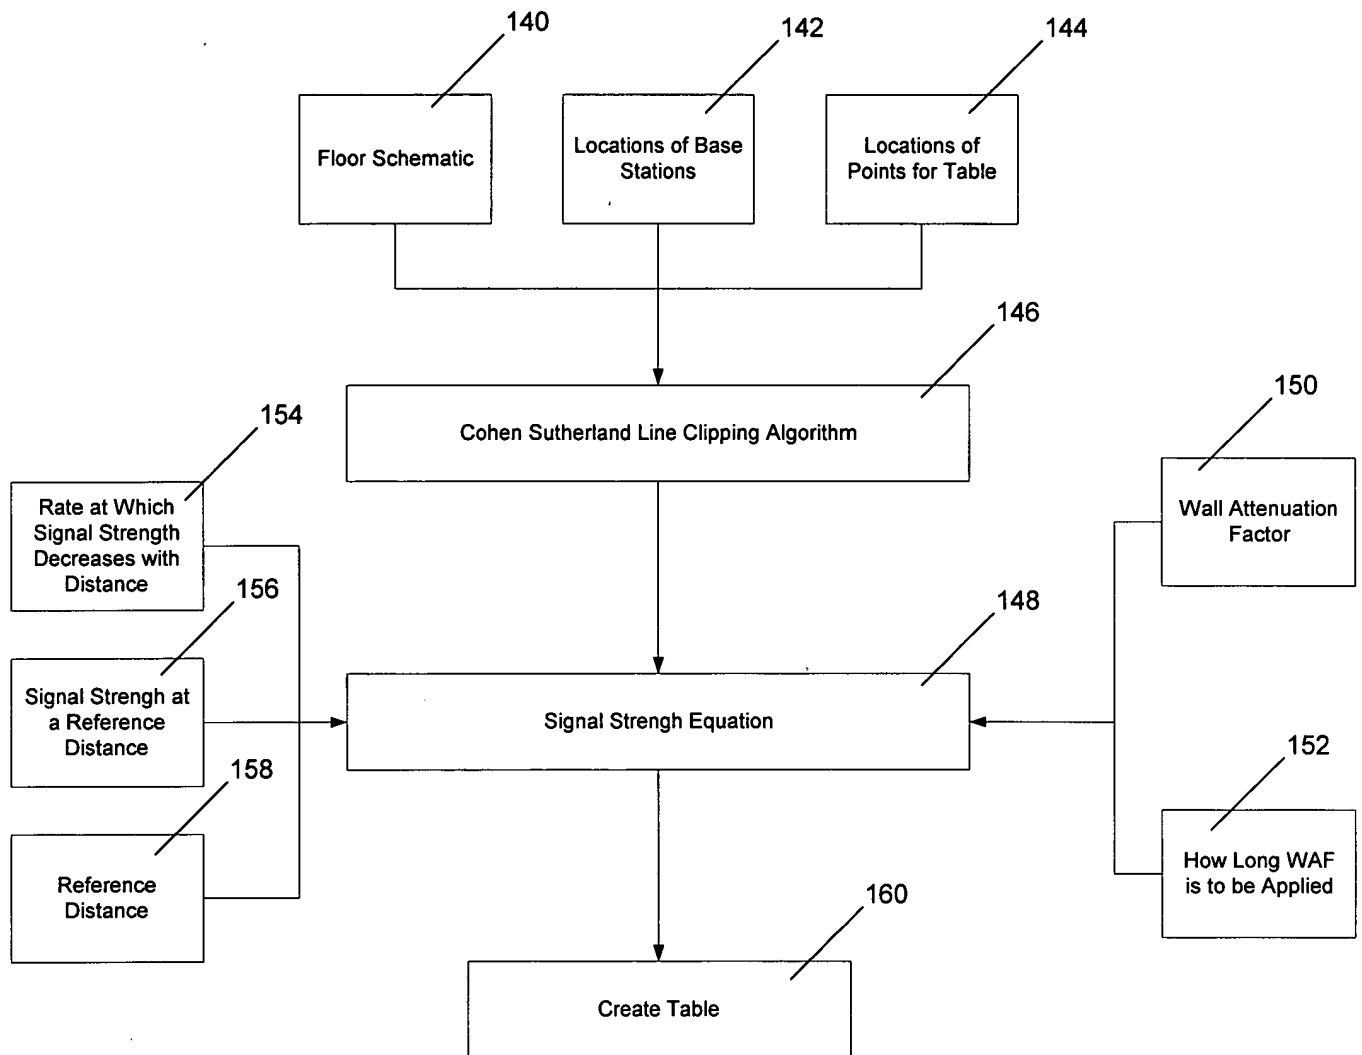 140
142
144
Floor Schematic
Locations of Base
Stations
Locations of
Points for Table
146
Cohen Sutherland Line Clipping Algorithm
150
Wall Attenuation
Factor
154
Rate at Which
Signal Strength
Decreases with
Distance
156
Signal Strengh at
a Reference
Distance
148
Signal Strengh Equation
158
Reference
Distance
152
How Long WAF
is to be Applied
160
Create Table